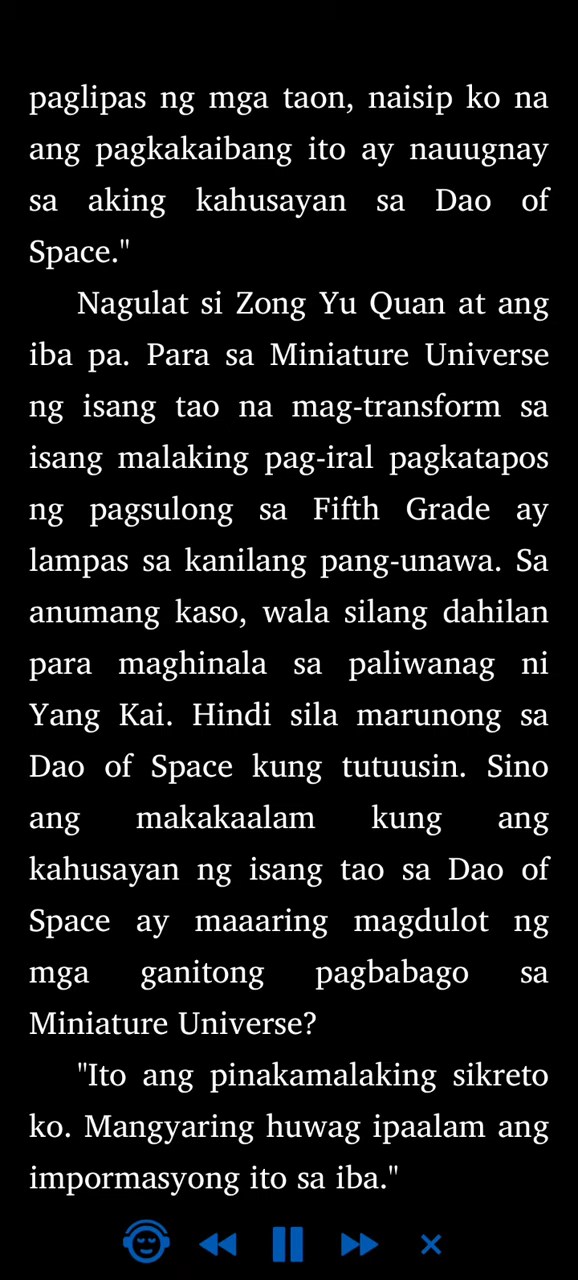 paglipas ng mga taon, naisip ko na
ang pagkakaibang ito ay nauugnay
sa aking kahusayan sa Dao of
Space."
Nagulat si Zong Yu Quan at ang
iba pa. Para sa Miniature Universe
ng isang tao na mag-transform sa
isang malaking pag-iral pagkatapos
ng pagsulong sa Fifth Grade ay
lampas sa kanilang pang-unawa. Sa
anumang kaso, wala silang dahilan
para maghinala sa paliwanag ni
Yang Kai. Hindi sila marunong sa
Dao of Space kung tutuusin. Sino
ang makakaalam kung ang
kahusayan ng isang tao sa Dao of
Space ay maaaring magdulot ng
mga ganitong pagbabago sa
Miniature Universe?
"Ito ang pinakamalaking sikreto
ko. Mangyaring huwag ipaalam ang
impormasyong ito sa iba."